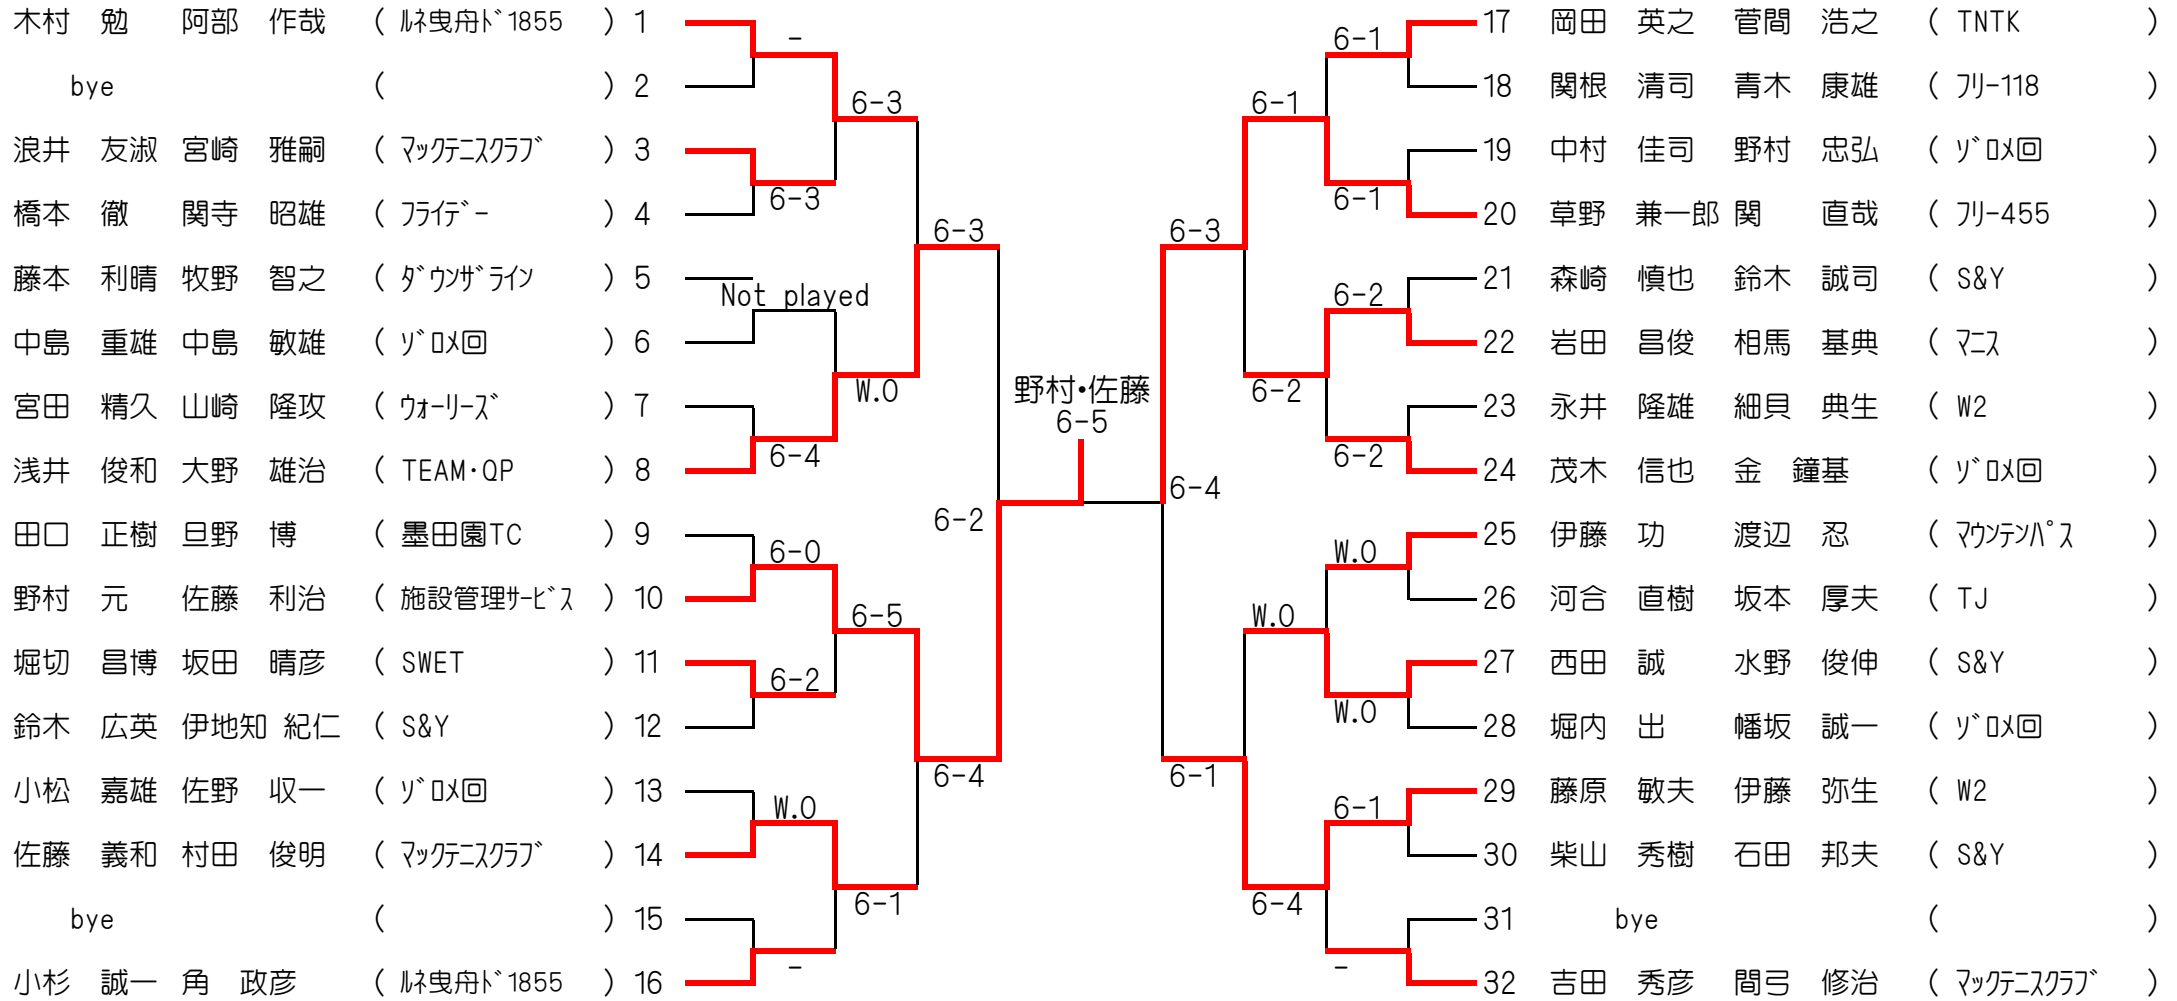 木村 勉 阿部 作哉 ( ﾙﾈ曳舟ﾄﾞ1855 ) 1
bye ( ) 2
浪井 友淑 宮崎 雅嗣 ( ﾏｯｸﾃﾆｽｸﾗﾌﾞ ) 3
橋本 徹 関寺 昭雄 ( ﾌﾗｲﾃﾞｰ ) 4
藤本 利晴 牧野 智之 ( ﾀﾞｳﾝｻﾞﾗｲﾝ ) 5
中島 重雄 中島 敏雄 ( ｿﾞﾛﾒ回 ) 6
宮田 精久 山崎 隆攻 ( ｳｫｰﾘｰｽﾞ ) 7
浅井 俊和 大野 雄治 ( TEAM･QP ) 8
田口 正樹 旦野 博 ( 墨田園TC ) 9
野村 元 佐藤 利治 ( 施設管理ｻｰﾋﾞｽ ) 10
堀切 昌博 坂田 晴彦 ( SWET ) 11
鈴木 広英 伊地知 紀仁 ( S&Y ) 12
小松 嘉雄 佐野 収一 ( ｿﾞﾛﾒ回 ) 13
佐藤 義和 村田 俊明 ( ﾏｯｸﾃﾆｽｸﾗﾌﾞ ) 14
bye ( ) 15
小杉 誠一 角 政彦 ( ﾙﾈ曳舟ﾄﾞ1855 ) 16
-
6-3
Not played
6-4
6-0
6-2
W.O
-
6-3
W.O
6-5
6-1
6-3
6-4
6-2
野村・佐藤
6-5
6-4
6-3
6-1
6-1
6-2
W.O
6-4
6-1
6-1
6-2
6-2
W.O
W.O
6-1
-
17 岡田 英之 菅間 浩之 ( TNTK )
18 関根 清司 青木 康雄 ( ﾌﾘｰ118 )
19 中村 佳司 野村 忠弘 ( ｿﾞﾛﾒ回 )
20 草野 兼一郎 関 直哉 ( ﾌﾘｰ455 )
21 森崎 慎也 鈴木 誠司 ( S&Y )
22 岩田 昌俊 相馬 基典 ( ﾏﾆｽ )
23 永井 隆雄 細貝 典生 ( W2 )
24 茂木 信也 金 鐘基 ( ｿﾞﾛﾒ回 )
25 伊藤 功 渡辺 忍 ( ﾏｳﾝﾃﾝﾊﾟｽ )
26 河合 直樹 坂本 厚夫 ( TJ )
27 西田 誠 水野 俊伸 ( S&Y )
28 堀内 出 幡坂 誠一 ( ｿﾞﾛﾒ回 )
29 藤原 敏夫 伊藤 弥生 ( W2 )
30 柴山 秀樹 石田 邦夫 ( S&Y )
31 bye ( )
32 吉田 秀彦 間弓 修治 ( ﾏｯｸﾃﾆｽｸﾗﾌﾞ )